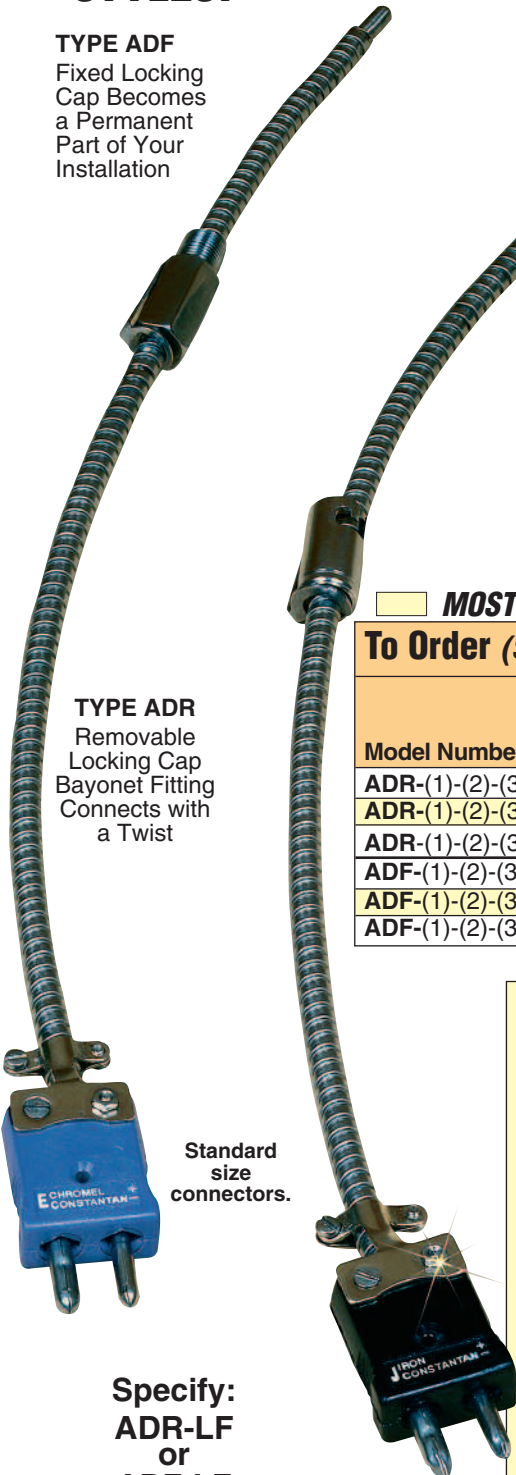 TYPE ADF
Fixed Locking
Cap Becomes
a Permanent
Part of Your
Installation
MOST
To Order
Model Numbe
ADR-(1)-(2)-(3
ADR-(1)-(2)-(3
ADR-(1)-(2)-(3
ADF-(1)-(2)-(3
ADF-(1)-(2)-(3
ADF-(1)-(2)-(3
TYPE ADR
Removable
Locking Cap
Bayonet Fitting
Connects with
a Twist
Standard
size
connectors.
E CHROMEL +
CONSTANTAN –
J IRON +
CONSTANTAN –
Specify:
ADR-LF
or